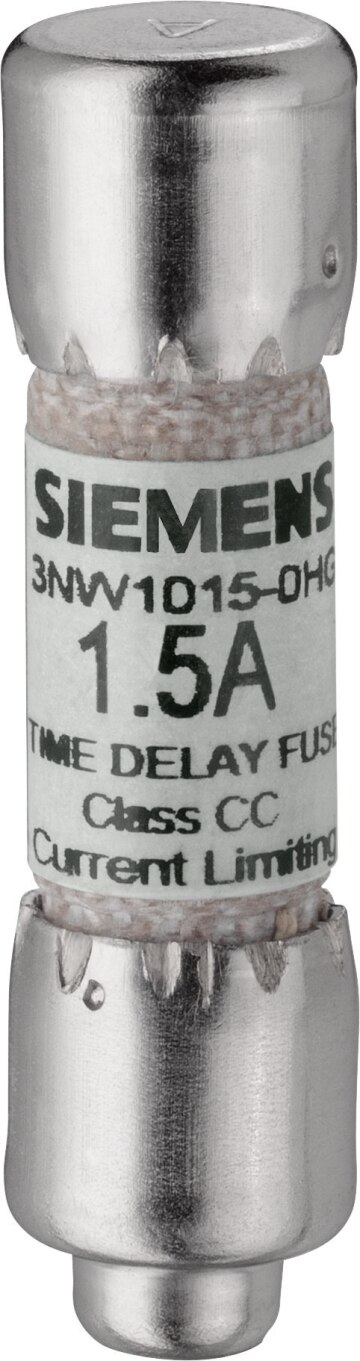 SIEMENS
3NW1015-0HG
1.5A
TIME DELAY FUSE
Class CC
Current Limiting